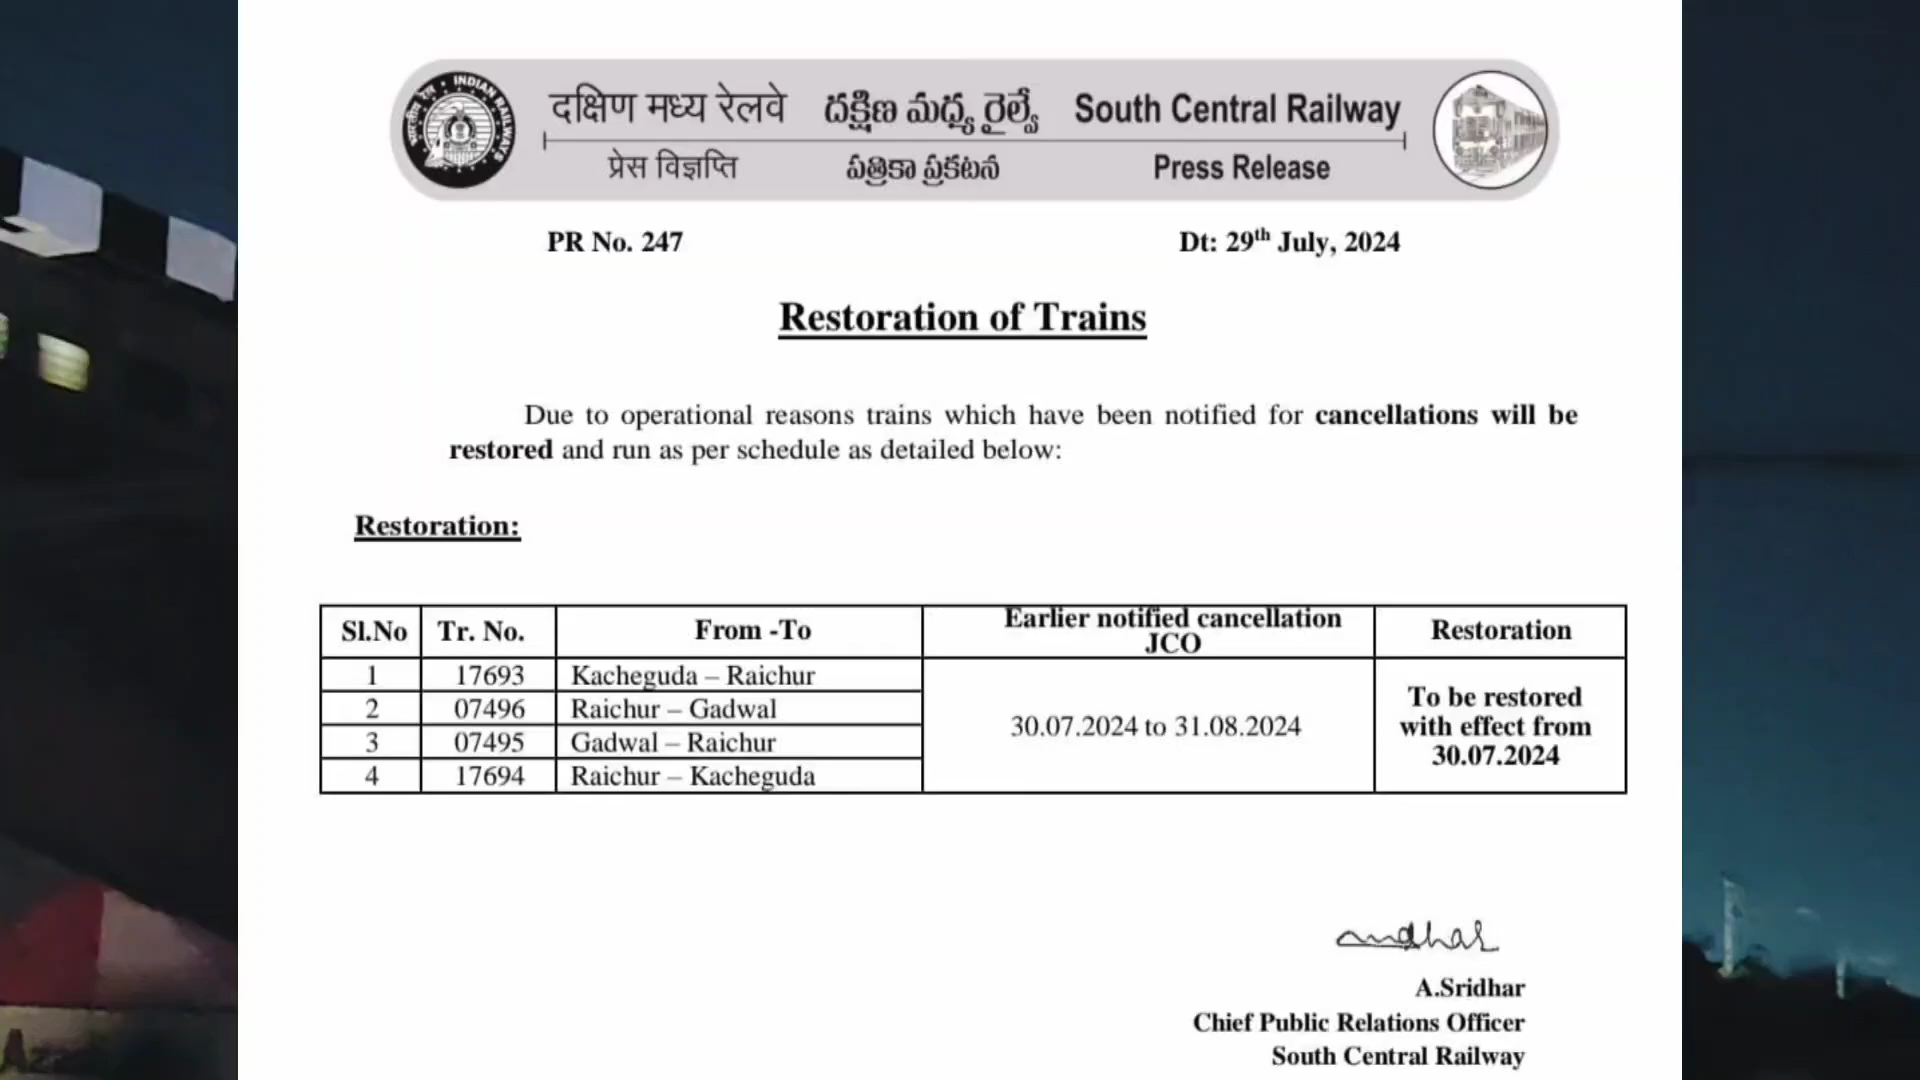 INDIAN RAILWAYS
दक्षिण मध्य रेलवे దక్షిణ మధ్య రైల్వే South Central Railway
प्रेस विज्ञप्ति పత్రికా ప్రకటన Press Release
PR No. 247 Dt: 29th July, 2024
Restoration of Trains
Due to operational reasons trains which have been notified for cancellations will be
restored and run as per schedule as detailed below:
Restoration:
Sl.No Tr. No. From -To Earlier notified cancellation JCO Restoration
1 17693 Kacheguda – Raichur
2 07496 Raichur – Gadwal
3 07495 Gadwal – Raichur
4 17694 Raichur – Kacheguda
30.07.2024 to 31.08.2024
To be restored
with effect from
30.07.2024
A.Sridhar
Chief Public Relations Officer
South Central Railway